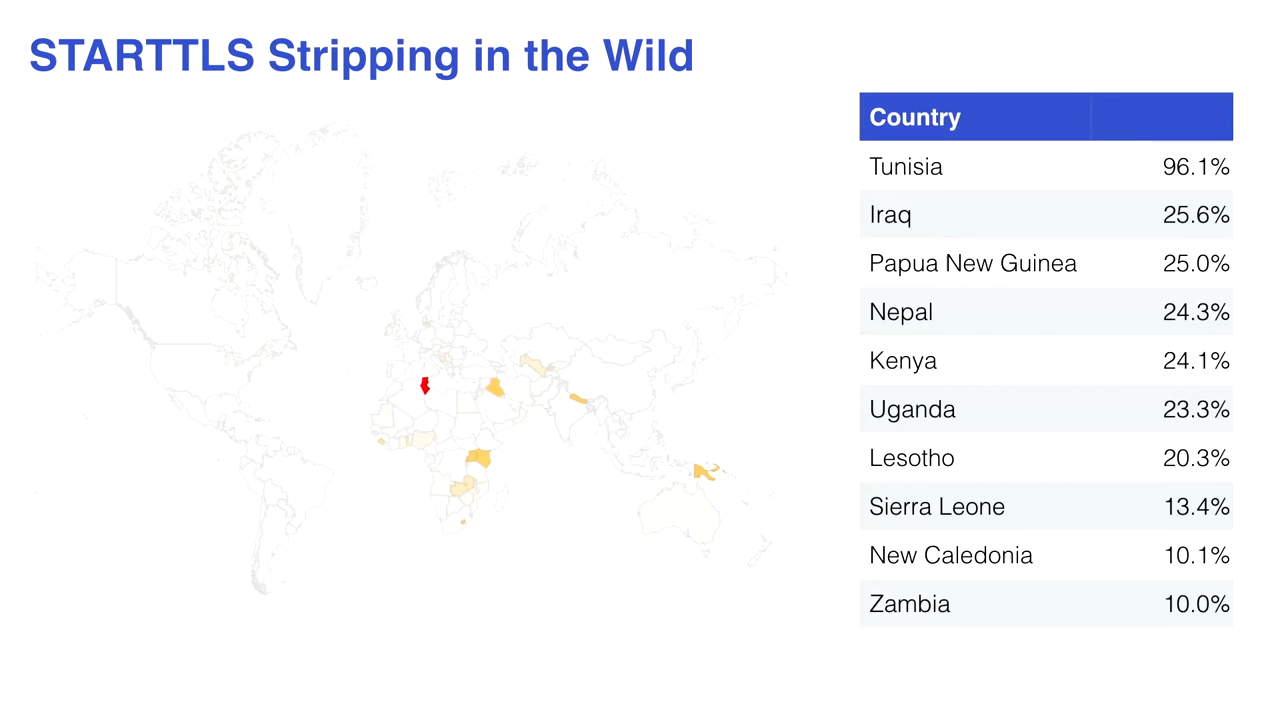 STARTTLS Stripping in the Wild
Country
Tunisia 96.1%
Iraq 25.6%
Papua New Guinea 25.0%
Nepal 24.3%
Kenya 24.1%
Uganda 23.3%
Lesotho 20.3%
Sierra Leone 13.4%
New Caledonia 10.1%
Zambia 10.0%